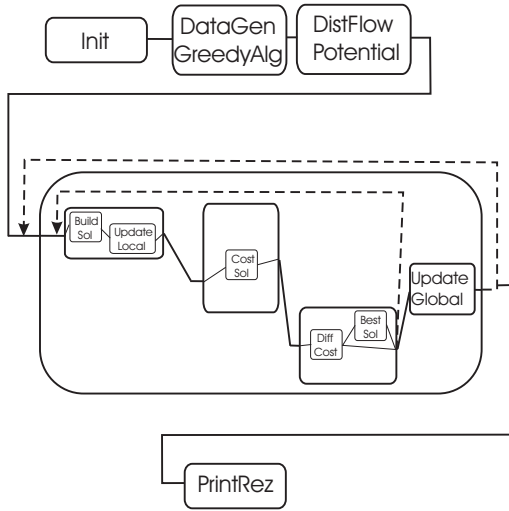 Init
DataGen
GreedyAlg
DistFlow
Potential
Build
Sol
Update
Local
Cost
Sol
Diff
Cost
Best
Sol
Update
Global
PrintRez